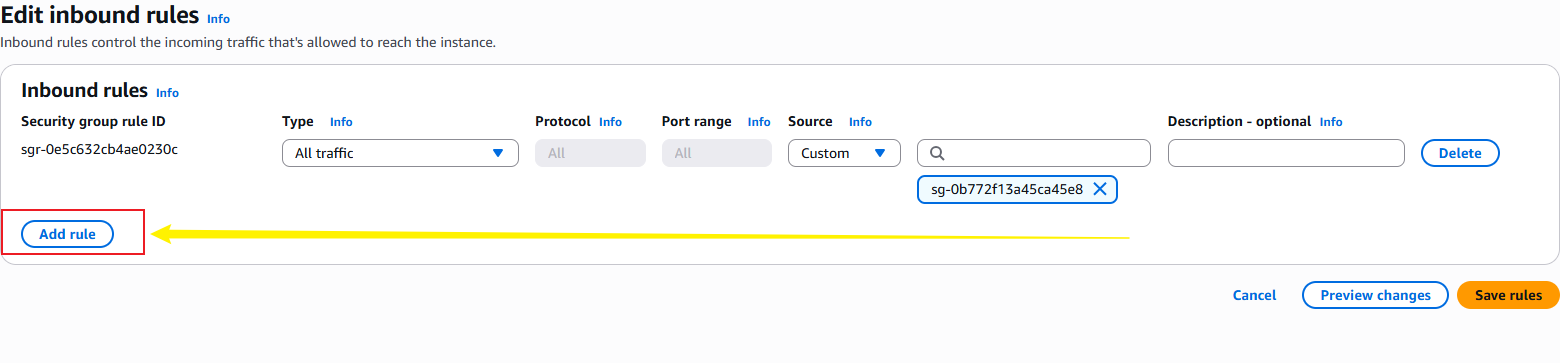 Edit inbound rules Info
Inbound rules control the incoming traffic that's allowed to reach the instance.
Inbound rules Info
Security group rule ID Type Info Protocol Info Port range Info Source Info Description - optional Info
sgr-0e5c632cb4ae0230c All traffic All All Custom Delete
sg-0b772f13a45ca45e8
Add rule
Cancel Preview changes Save rules